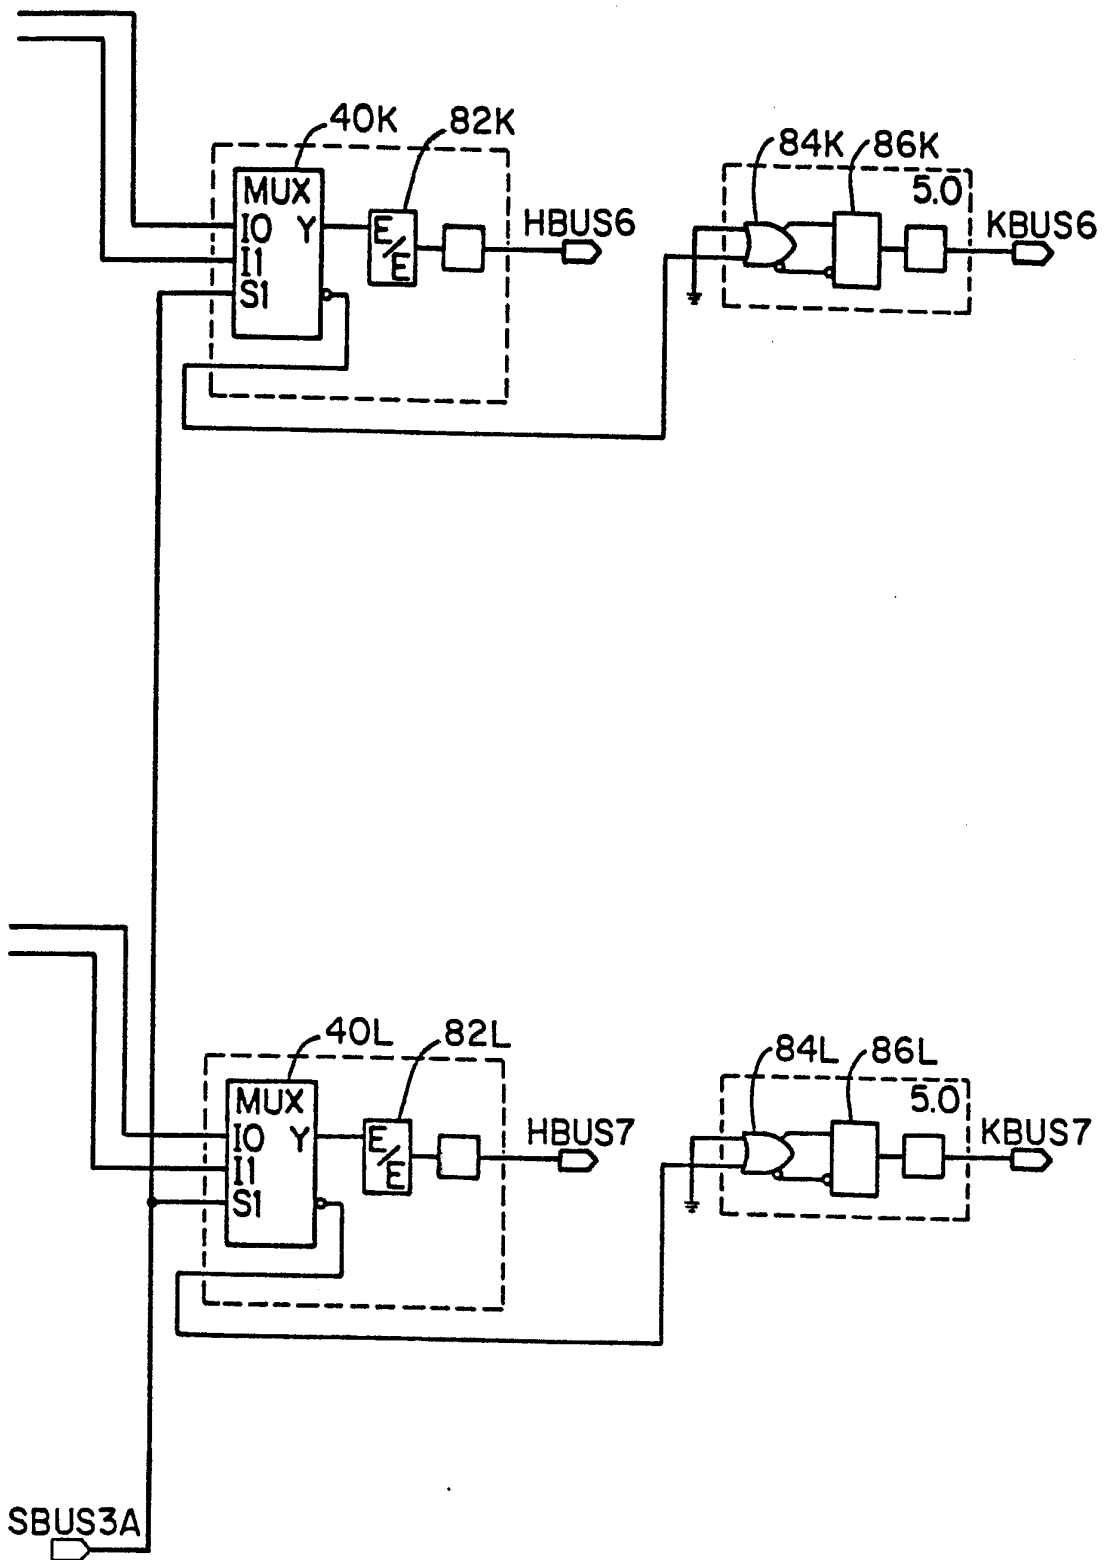 40K 82K
84K 86K
MUX
I0 Y
I1
S1
E/E
HBUS6
5.0
KBUS6
40L 82L
84L 86L
MUX
I0 Y
I1
S1
E/E
HBUS7
5.0
KBUS7
SBUS3A